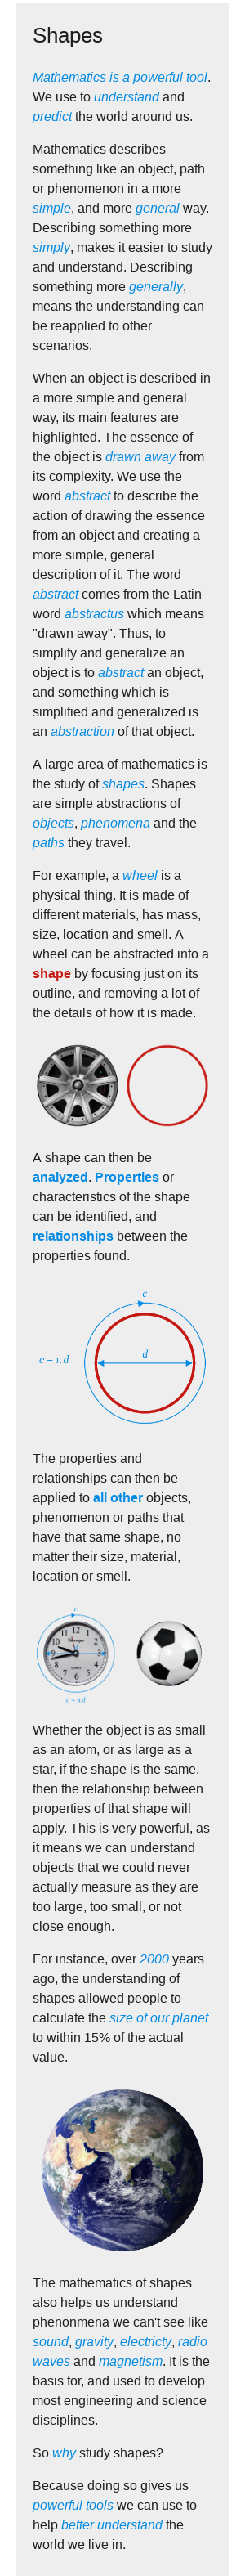 Shapes
Mathematics is a powerful tool.
We use to understand and
predict the world around us.
Mathematics describes
something like an object, path
or phenomenon in a more
simple, and more general way.
Describing something more
simply, makes it easier to study
and understand. Describing
something more generally,
means the understanding can
be reapplied to other
scenarios.
When an object is described in
a more simple and general
way, its main features are
highlighted. The essence of
the object is drawn away from
its complexity. We use the
word abstract to describe the
action of drawing the essence
from an object and creating a
more simple, general
description of it. The word
abstract comes from the Latin
word abstractus which means
"drawn away". Thus, to
simplify and generalize an
object is to abstract an object,
and something which is
simplified and generalized is
an abstraction of that object.
A large area of mathematics is
the study of shapes. Shapes
are simple abstractions of
objects, phenomena and the
paths they travel.
For example, a wheel is a
physical thing. It is made of
different materials, has mass,
size, location and smell. A
wheel can be abstracted into a
shape by focusing just on its
outline, and removing a lot of
the details of how it is made.
A shape can then be
analyzed. Properties or
characteristics of the shape
can be identified, and
relationships between the
properties found.
c
c = π d
d
The properties and
relationships can then be
applied to all other objects,
phenomenon or paths that
have that same shape, no
matter their size, material,
location or smell.
c
12
11 1
10 2
9 3
8 4
7 5
6
c = π d
Whether the object is as small
as an atom, or as large as a
star, if the shape is the same,
then the relationship between
properties of that shape will
apply. This is very powerful, as
it means we can understand
objects that we could never
actually measure as they are
too large, too small, or not
close enough.
For instance, over 2000 years
ago, the understanding of
shapes allowed people to
calculate the size of our planet
to within 15% of the actual
value.
The mathematics of shapes
also helps us understand
pheonmena we can't see like
sound, gravity, electricty, radio
waves and magnetism. It is the
basis for, and used to develop
most engineering and science
disciplines.
So why study shapes?
Because doing so gives us
powerful tools we can use to
help better understand the
world we live in.